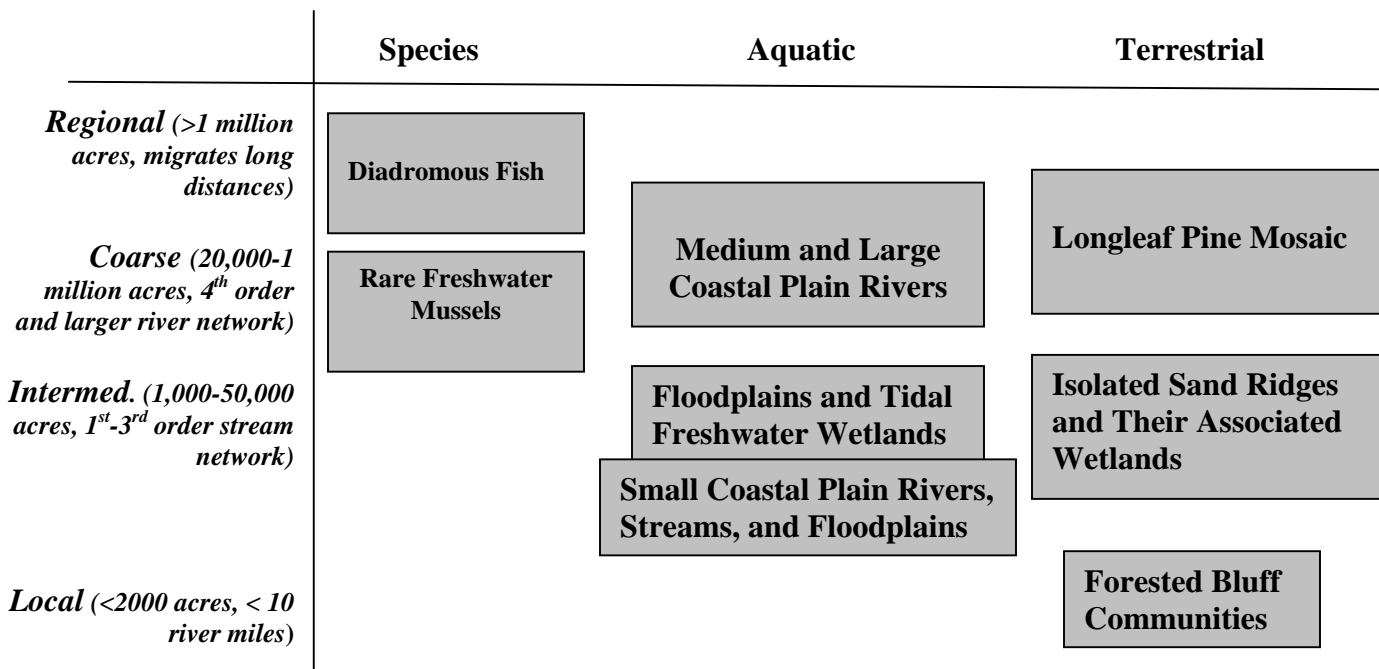 Species Aquatic Terrestrial
Regional (>1 million
acres, migrates long
distances)
Diadromous Fish
Longleaf Pine Mosaic
Coarse (20,000-1
million acres, 4th order
and larger river network)
Rare Freshwater
Mussels
Medium and Large
Coastal Plain Rivers
Intermed. (1,000-50,000
acres, 1st-3rd order stream
network)
Floodplains and Tidal
Freshwater Wetlands
Isolated Sand Ridges
and Their Associated
Wetlands
Small Coastal Plain Rivers,
Streams, and Floodplains
Local (<2000 acres, < 10
river miles)
Forested Bluff
Communities